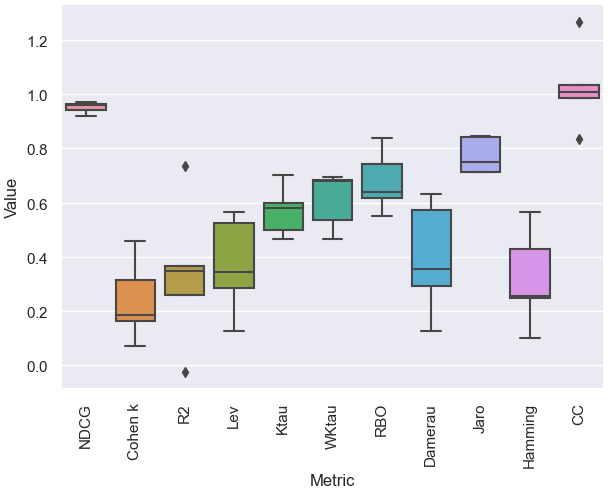 1.2
1.0
0.8
0.6
0.4
0.2
0.0
Value
NDCG
Cohen k
R2
Lev
Ktau
WKtau
RBO
Damerau
Jaro
Hamming
CC
Metric